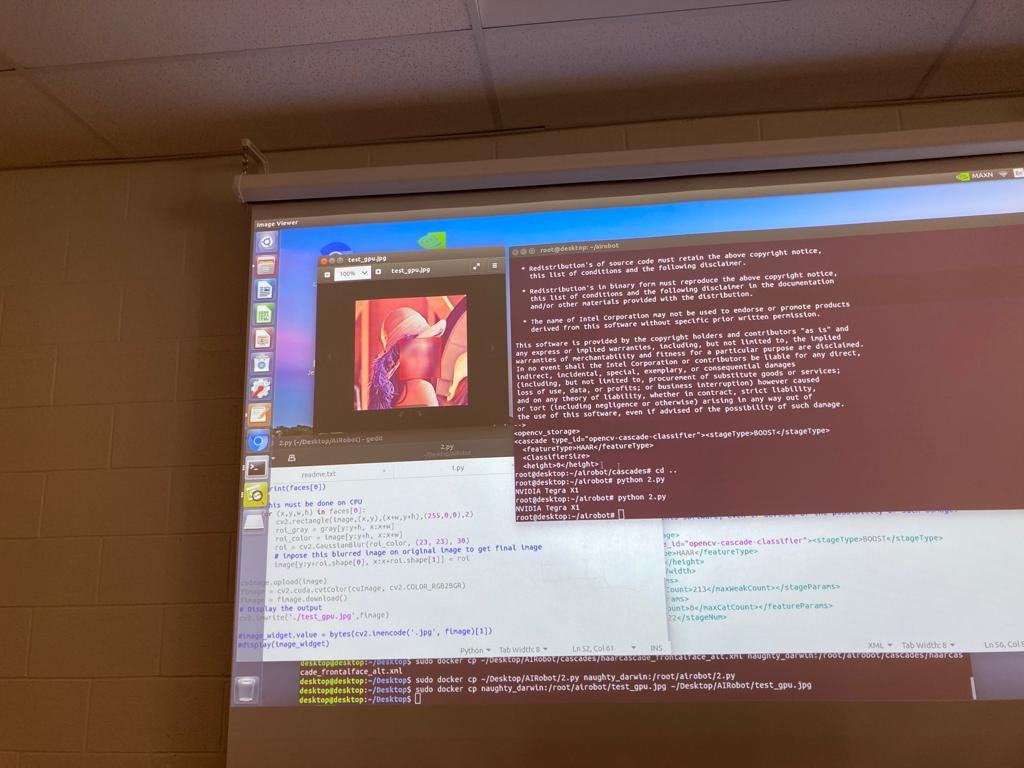 MAXN
Image Viewer
test_gpu.jpg
100%
test_gpu.jpg
root@desktop: ~/airobot
* Redistribution's of source code must retain the above copyright notice,
this list of conditions and the following disclaimer.
* Redistribution's in binary form must reproduce the above copyright notice,
this list of conditions and the following disclaimer in the documentation
and/or other materials provided with the distribution.
* The name of Intel Corporation may not be used to endorse or promote products
derived from this software without specific prior written permission.
This software is provided by the copyright holders and contributors "as is" and
any express or implied warranties, including, but not limited to, the implied
warranties of merchantability and fitness for a particular purpose are disclaimed.
In no event shall the Intel Corporation or contributors be liable for any direct,
indirect, incidental, special, exemplary, or consequential damages
(including, but not limited to, procurement of substitute goods or services;
loss of use, data, or profits; or business interruption) however caused
and on any theory of liability, whether in contract, strict liability,
or tort (including negligence or otherwise) arising in any way out of
the use of this software, even if advised of the possibility of such damage.
-->
<opencv_storage>
<cascade type_id="opencv-cascade-classifier"><stageType>BOOST</stageType>
<featureType>HAAR</featureType>
<ClassifierSize>
<height>0</height>
root@desktop:~/airobot/cascades# cd ..
root@desktop:~/airobot# python 2.py
NVIDIA Tegra X1
root@desktop:~/airobot# python 2.py
NVIDIA Tegra X1
root@desktop:~/airobot#
2.py (~/Desktop/AIRobot) - gedit
2.py
~/Desktop/AIRobot
readme.txt
1.py
print(faces[0])
this must be done on CPU
for (x,y,w,h) in faces[0]:
cv2.rectangle(image,(x,y),(x+w,y+h),(255,0,0),2)
roi_gray = gray[y:y+h, x:x+w]
roi_color = image[y:y+h, x:x+w]
roi = cv2.GaussianBlur(roi_color, (23, 23), 30)
# impose this blurred image on original image to get final image
image[y:y+roi.shape[0], x:x+roi.shape[1]] = roi
cuImage.upload(image)
fimage = cv2.cuda.cvtColor(cuImage, cv2.COLOR_RGB2BGR)
fimage = fimage.download()
# Display the output
cv2.imwrite('./test_gpu.jpg',fimage)
#image_widget.value = bytes(cv2.imencode('.jpg', fimage)[1])
#display(image_widget)
Python Tab Width: 8 Ln 52, Col 61 INS
_id="opencv-cascade-classifier"><stageType>BOOST</stageType>
e>HAAR</featureType>
</height>
width>
Count>213</maxWeakCount></stageParams>
rams>
ount>0</maxCatCount></featureParams>
22</stageNum>
XML Tab Width: 8 Ln 56, C
desktop@desktop:~/Desktop$ sudo docker cp ~/Desktop/AIRobot/cascades/haarcascade_frontalface_alt.xml naughty_darwin:/root/airobot/cascades/haarcas
cade_frontalface_alt.xml
desktop@desktop:~/Desktop$ sudo docker cp ~/Desktop/AIRobot/2.py naughty_darwin:/root/airobot/2.py
desktop@desktop:~/Desktop$ sudo docker cp naughty_darwin:/root/airobot/test_gpu.jpg ~/Desktop/AIRobot/test_gpu.jpg
desktop@desktop:~/Desktop$